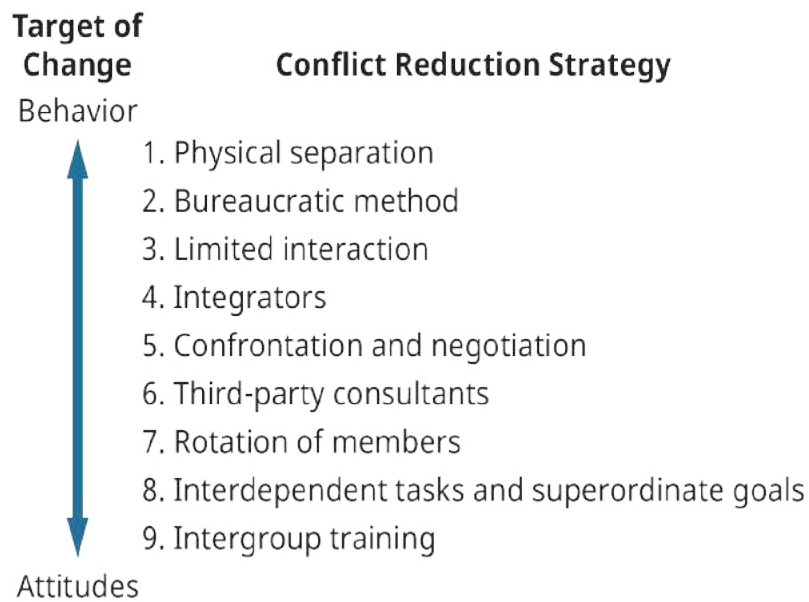 Target of
Change
Conflict Reduction Strategy
Behavior
1. Physical separation
2. Bureaucratic method
3. Limited interaction
4. Integrators
5. Confrontation and negotiation
6. Third-party consultants
7. Rotation of members
8. Interdependent tasks and superordinate goals
9. Intergroup training
Attitudes